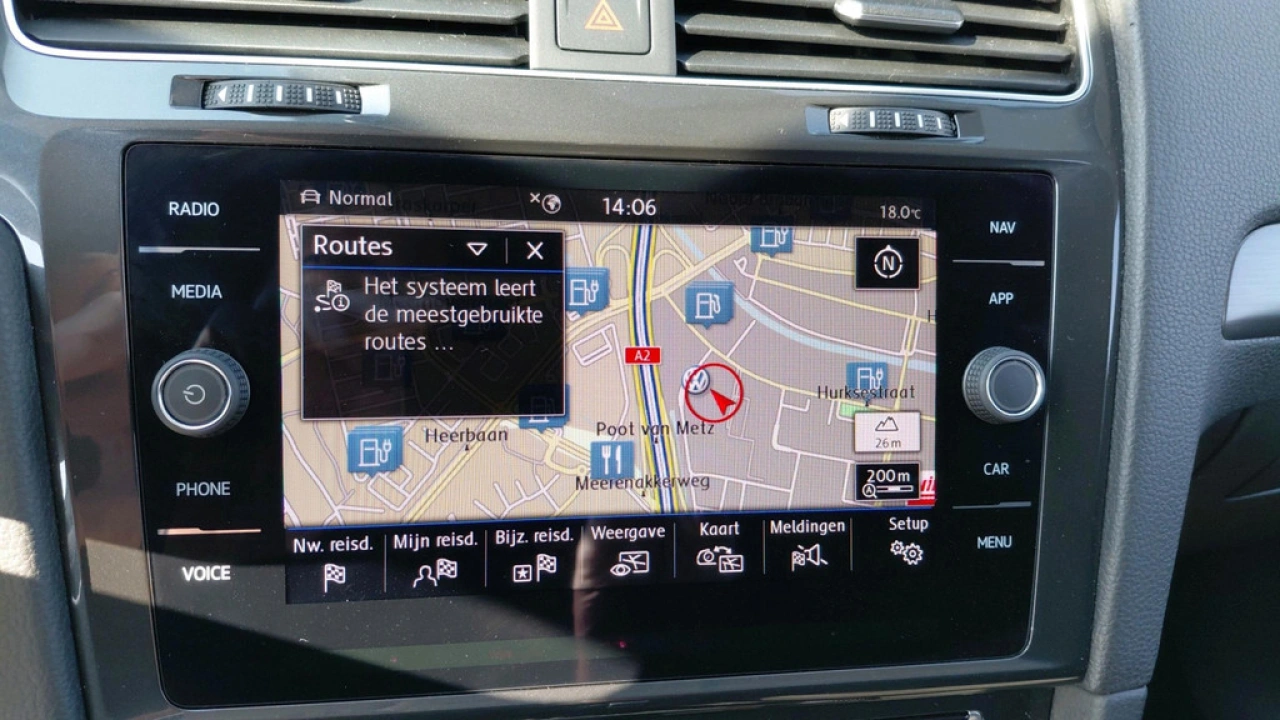 RADIO
MEDIA
PHONE
VOICE
Normal
14:06
18.0°C
Routes
Het systeem leert
de meestgebruikte
routes ...
N
A2
Hurksestraat
26m
Poot van Metz
Heerbaan
200m
Meerenakkerweg
Nw. reisd.
Mijn reisd.
Bijz. reisd.
Weergave
Kaart
Meldingen
Setup
NAV
APP
CAR
MENU